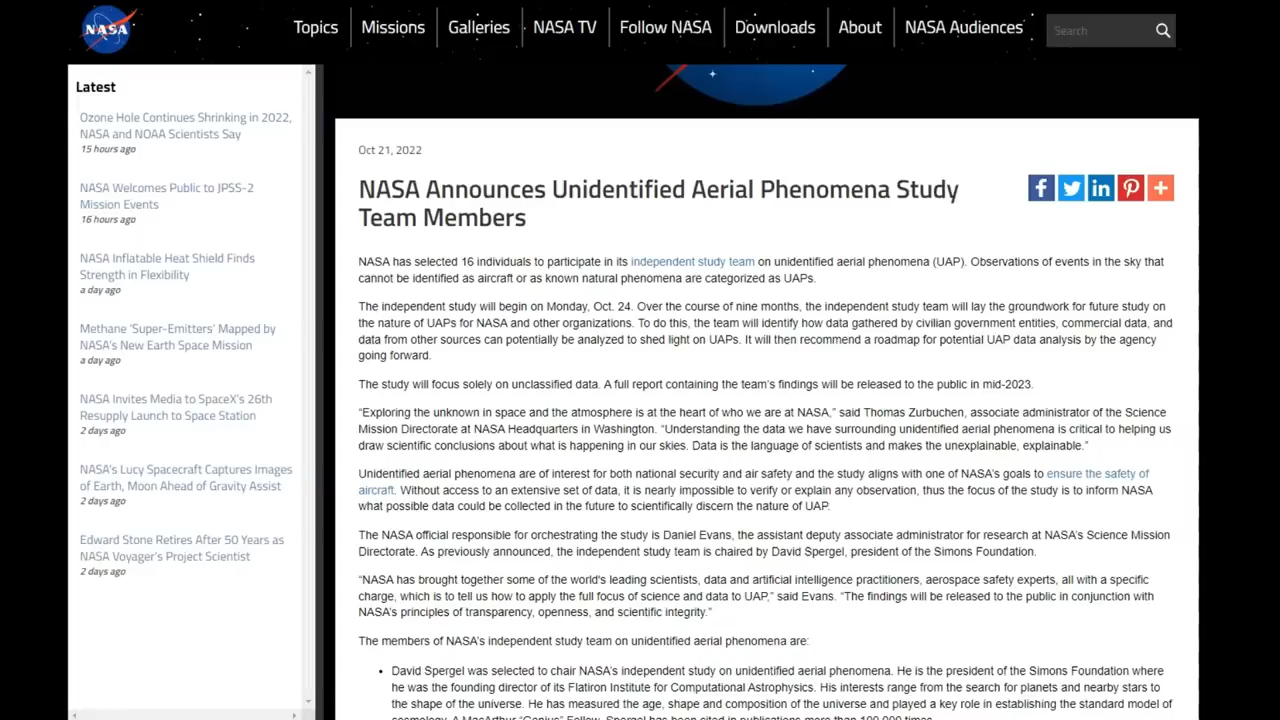 NASA
Topics
Missions
Galleries
NASA TV
Follow NASA
Downloads
About
NASA Audiences
Search
Latest
Ozone Hole Continues Shrinking in 2022,
NASA and NOAA Scientists Say
15 hours ago
NASA Welcomes Public to JPSS-2
Mission Events
16 hours ago
NASA Inflatable Heat Shield Finds
Strength in Flexibility
a day ago
Methane ‘Super-Emitters’ Mapped by
NASA’s New Earth Space Mission
a day ago
NASA Invites Media to SpaceX’s 26th
Resupply Launch to Space Station
2 days ago
NASA’s Lucy Spacecraft Captures Images
of Earth, Moon Ahead of Gravity Assist
2 days ago
Edward Stone Retires After 50 Years as
NASA Voyager’s Project Scientist
2 days ago
Oct 21, 2022
NASA Announces Unidentified Aerial Phenomena Study
Team Members
NASA has selected 16 individuals to participate in its independent study team on unidentified aerial phenomena (UAP). Observations of events in the sky that
cannot be identified as aircraft or as known natural phenomena are categorized as UAPs.
The independent study will begin on Monday, Oct. 24. Over the course of nine months, the independent study team will lay the groundwork for future study on
the nature of UAPs for NASA and other organizations. To do this, the team will identify how data gathered by civilian government entities, commercial data, and
data from other sources can potentially be analyzed to shed light on UAPs. It will then recommend a roadmap for potential UAP data analysis by the agency
going forward.
The study will focus solely on unclassified data. A full report containing the team’s findings will be released to the public in mid-2023.
“Exploring the unknown in space and the atmosphere is at the heart of who we are at NASA,” said Thomas Zurbuchen, associate administrator of the Science
Mission Directorate at NASA Headquarters in Washington. “Understanding the data we have surrounding unidentified aerial phenomena is critical to helping us
draw scientific conclusions about what is happening in our skies. Data is the language of scientists and makes the unexplainable, explainable.”
Unidentified aerial phenomena are of interest for both national security and air safety and the study aligns with one of NASA’s goals to ensure the safety of
aircraft. Without access to an extensive set of data, it is nearly impossible to verify or explain any observation, thus the focus of the study is to inform NASA
what possible data could be collected in the future to scientifically discern the nature of UAP.
The NASA official responsible for orchestrating the study is Daniel Evans, the assistant deputy associate administrator for research at NASA’s Science Mission
Directorate. As previously announced, the independent study team is chaired by David Spergel, president of the Simons Foundation.
“NASA has brought together some of the world's leading scientists, data and artificial intelligence practitioners, aerospace safety experts, all with a specific
charge, which is to tell us how to apply the full focus of science and data to UAP,” said Evans. “The findings will be released to the public in conjunction with
NASA’s principles of transparency, openness, and scientific integrity.”
The members of NASA’s independent study team on unidentified aerial phenomena are:
• David Spergel was selected to chair NASA’s independent study on unidentified aerial phenomena. He is the president of the Simons Foundation where
he was the founding director of its Flatiron Institute for Computational Astrophysics. His interests range from the search for planets and nearby stars to
the shape of the universe. He has measured the age, shape and composition of the universe and played a key role in establishing the standard model of
cosmology. A MacArthur “Genius” Fellow, Spergel has been cited in publications more than 100,000 times.